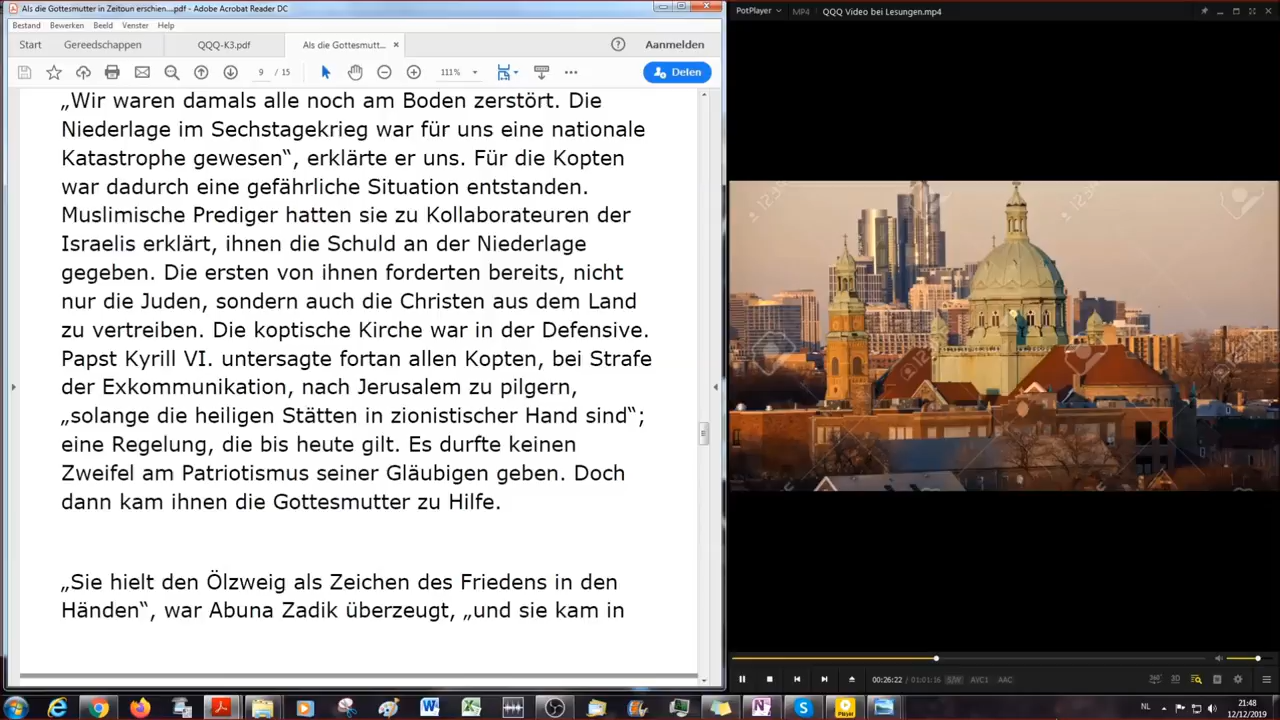 Als die Gottesmutter in Zeitoun erschien....pdf - Adobe Acrobat Reader DC
Bestand Bewerken Beeld Venster Help
Start Gereedschappen QQQ-K3.pdf Als die Gottesmutt... × Aanmelden
9 / 15 111% Delen
„Wir waren damals alle noch am Boden zerstört. Die
Niederlage im Sechstagekrieg war für uns eine nationale
Katastrophe gewesen“, erklärte er uns. Für die Kopten
war dadurch eine gefährliche Situation entstanden.
Muslimische Prediger hatten sie zu Kollaborateuren der
Israelis erklärt, ihnen die Schuld an der Niederlage
gegeben. Die ersten von ihnen forderten bereits, nicht
nur die Juden, sondern auch die Christen aus dem Land
zu vertreiben. Die koptische Kirche war in der Defensive.
Papst Kyrill VI. untersagte fortan allen Kopten, bei Strafe
der Exkommunikation, nach Jerusalem zu pilgern,
„solange die heiligen Stätten in zionistischer Hand sind“;
eine Regelung, die bis heute gilt. Es durfte keinen
Zweifel am Patriotismus seiner Gläubigen geben. Doch
dann kam ihnen die Gottesmutter zu Hilfe.
„Sie hielt den Ölzweig als Zeichen des Friedens in den
Händen“, war Abuna Zadik überzeugt, „und sie kam in
PotPlayer MP4 QQQ Video bei Lesungen.mp4
00:26:22 / 01:01:16 S/W AVC1 AAC
NL 21:48
12/12/2019